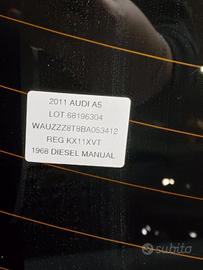 2011 AUDI A5
LOT 68196304
WAUZZZ8T8BA053412
REG KX11XVT
1968 DIESEL MANUAL
subito